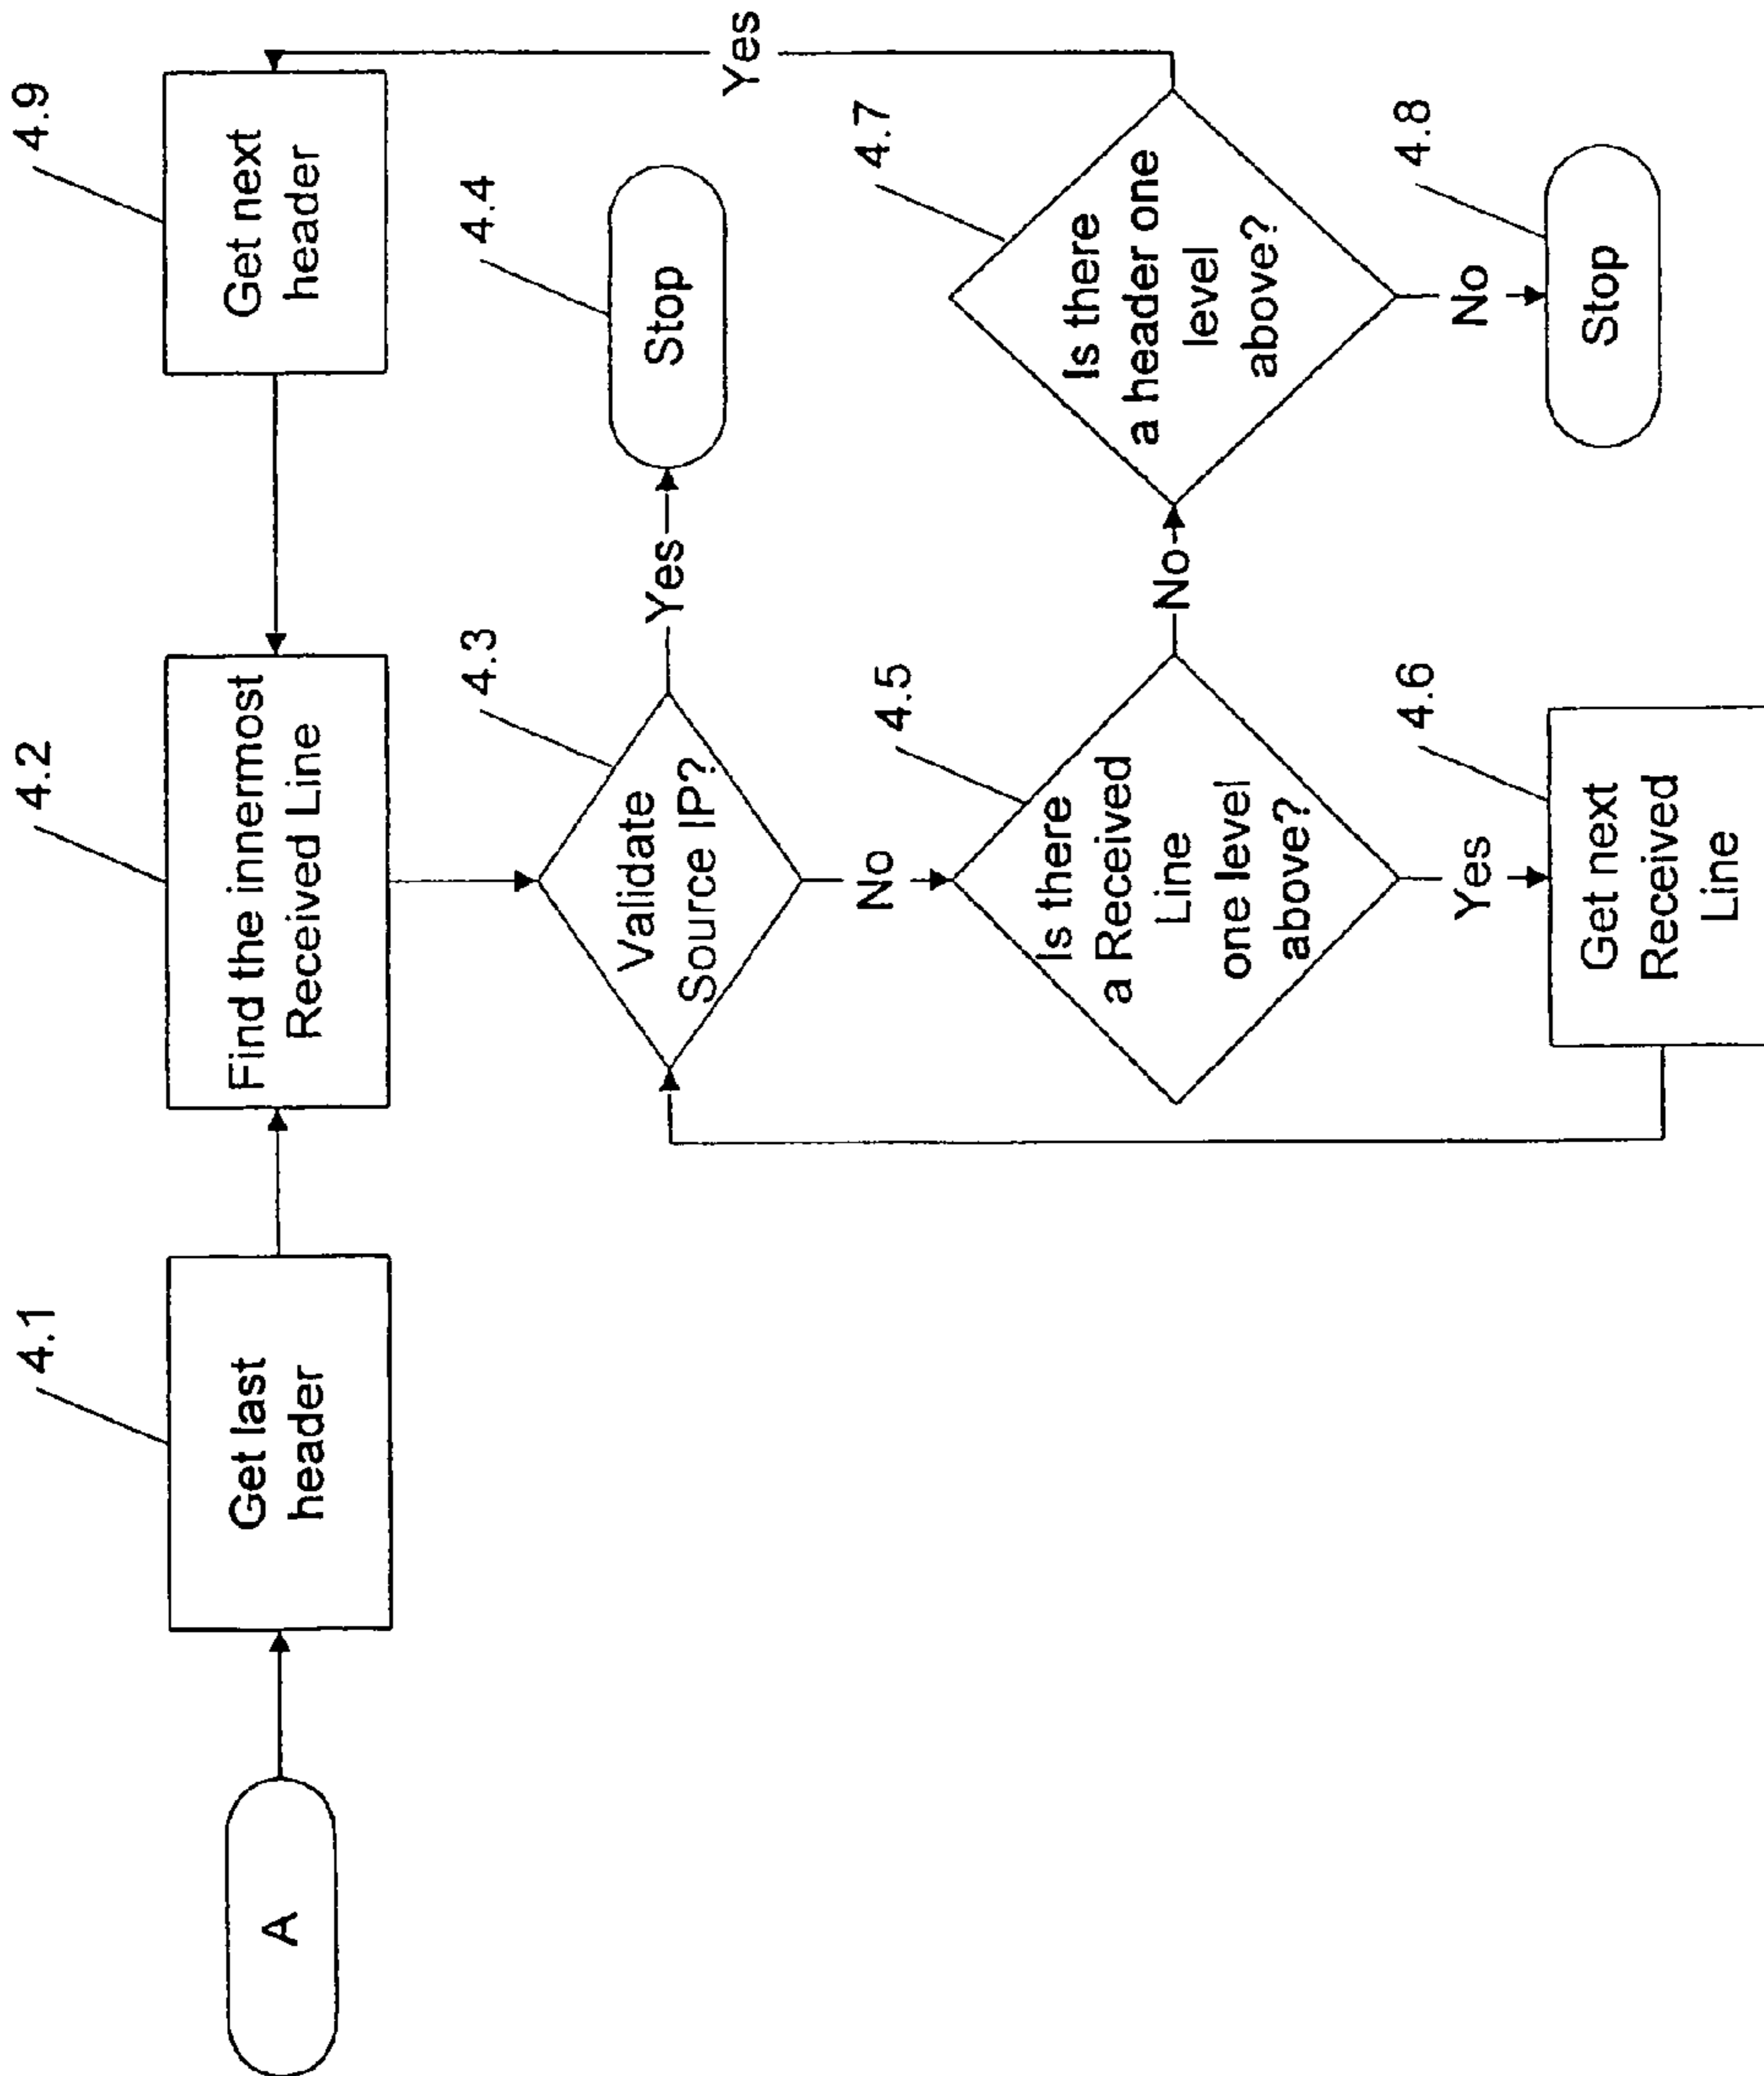 A
4.1
Get last
header
4.2
Find the innermost
Received Line
4.9
Get next
header
4.3
Validate
Source IP?
Yes
4.4
Stop
No
4.5
Is there
a Received
Line
one level
above?
No
4.7
Is there
a header one
level
above?
Yes
Yes
4.6
Get next
Received
Line
No
4.8
Stop